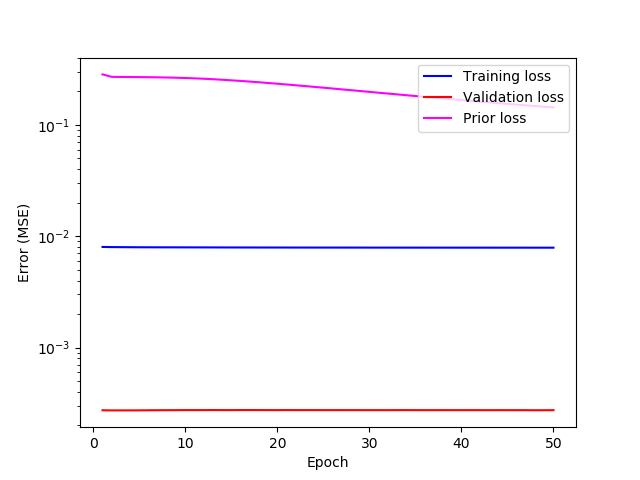 Training loss
Validation loss
Prior loss
10⁻¹
10⁻²
10⁻³
Error (MSE)
0 10 20 30 40 50
Epoch